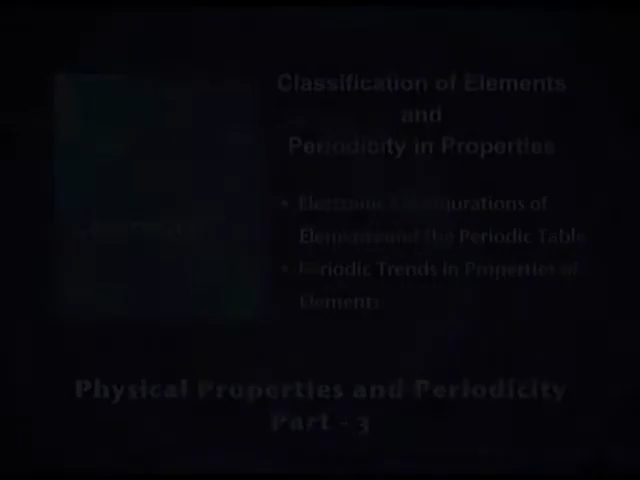 Classification of Elements
and
Periodicity in Properties
• Electronic Configurations of
Elements and the Periodic Table
• Periodic Trends in Properties of
Elements
Physical Properties and Periodicity
Part - 3